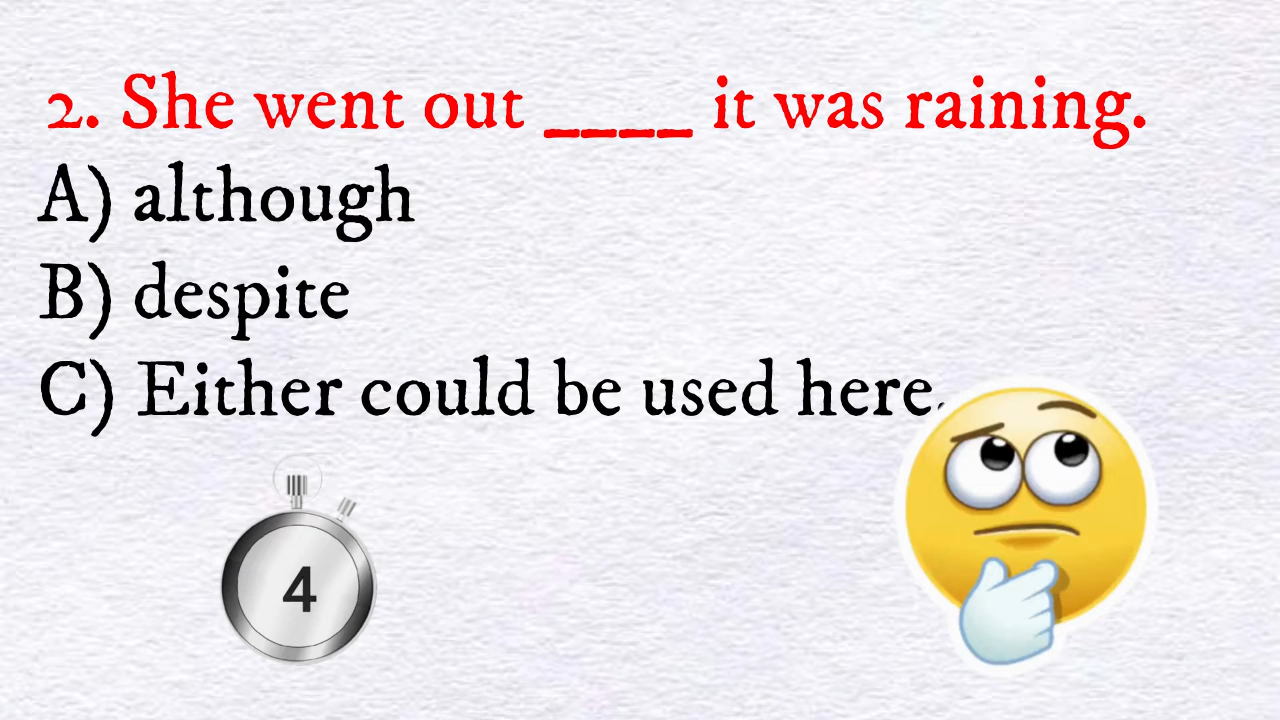 2. She went out ____ it was raining.
A) although
B) despite
C) Either could be used here.
4